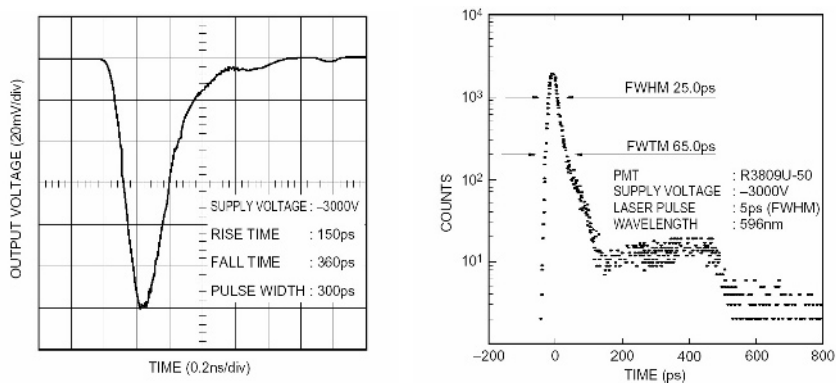 OUTPUT VOLTAGE (20mV/div)
SUPPLY VOLTAGE : –3000V
RISE TIME : 150ps
FALL TIME : 360ps
PULSE WIDTH : 300ps
TIME (0.2ns/div)
COUNTS
10⁴
10³
10²
10¹
FWHM 25.0ps
FWTM 65.0ps
PMT : R3809U-50
SUPPLY VOLTAGE : –3000V
LASER PULSE : 5ps (FWHM)
WAVELENGTH : 596nm
–200 0 200 400 600 800
TIME (ps)